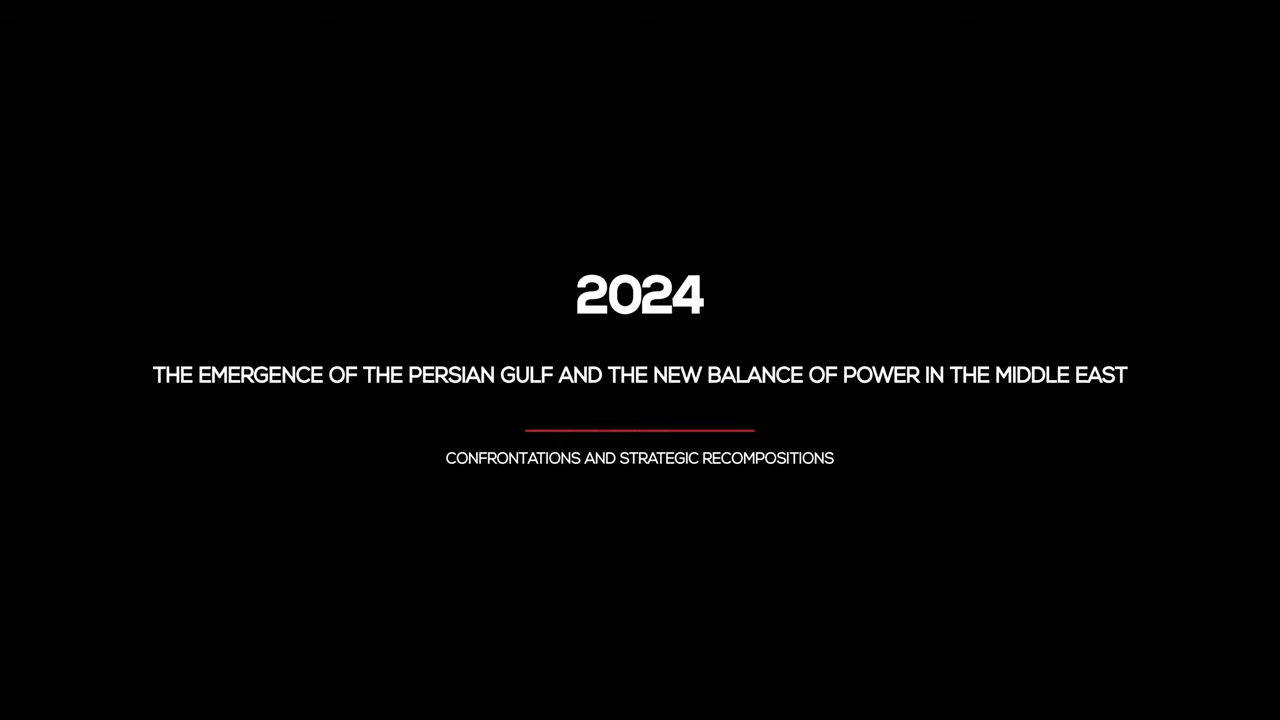 2024
THE EMERGENCE OF THE PERSIAN GULF AND THE NEW BALANCE OF POWER IN THE MIDDLE EAST
CONFRONTATIONS AND STRATEGIC RECOMPOSITIONS